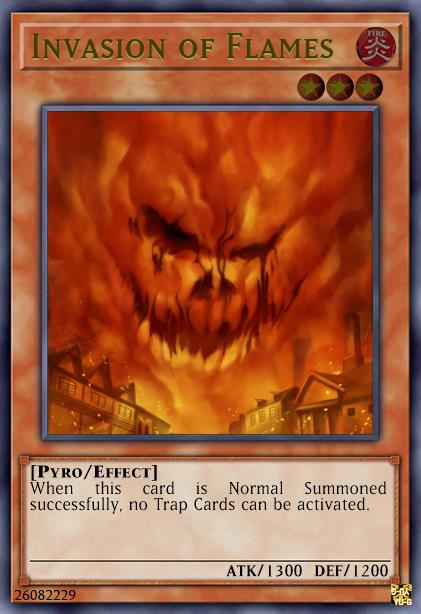 INVASION OF FLAMES
FIRE
炎
[PYRO/EFFECT]
When this card is Normal Summoned
successfully, no Trap Cards can be activated.
ATK/1300 DEF/1200
26082229